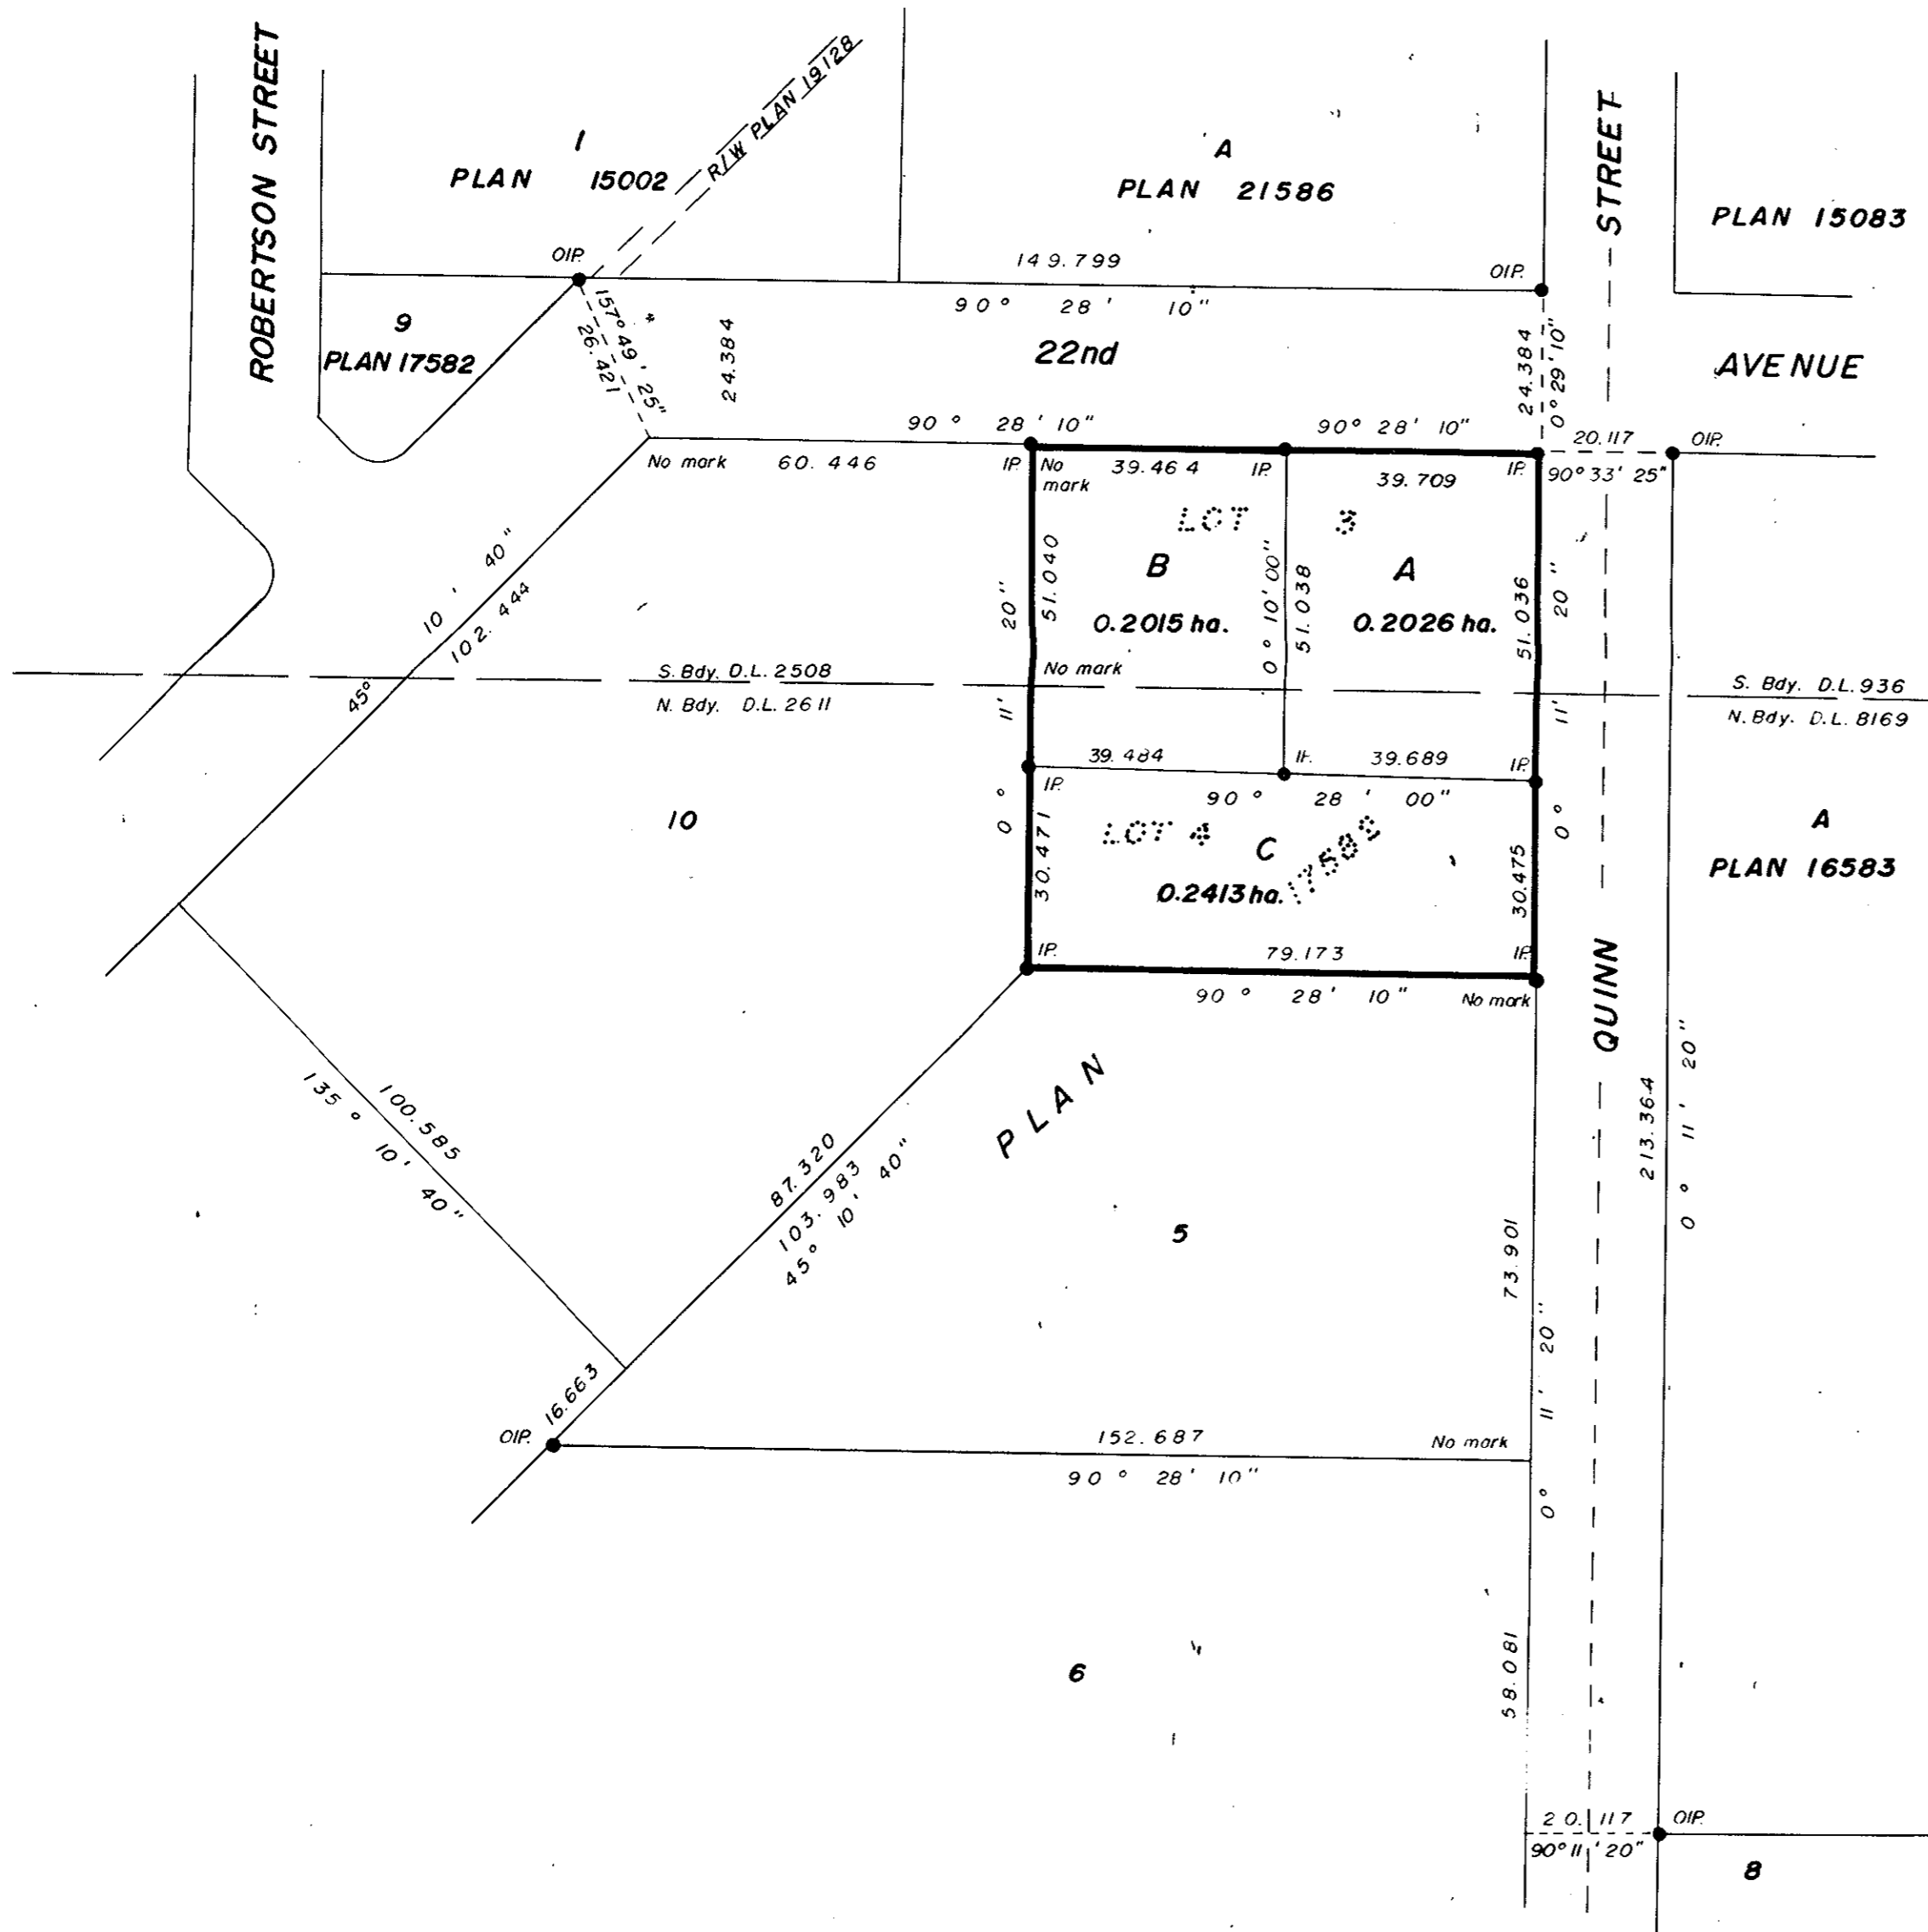 ROBERTSON STREET
1
PLAN 15002
R/W PLAN 19128
A
PLAN 21586
STREET
PLAN 15083
OIP.
149.799
OIP.
90° 28' 10"
9
PLAN 17582
157° 49' 25"
26.421
*
24.384
22nd
24.384
0° 29' 10"
AVENUE
90° 28' 10"
90° 28' 10"
20.117
OIP.
No mark
60.446
IP.
No mark
39.464
IP.
39.709
IP.
90° 33' 25"
LOT 3
B
A
0.2015 ha.
0.2026 ha.
51.040
0° 10' 00"
51.038
51.036
0° 11' 20"
0° 11' 20"
45° 10' 40"
102.444
S. Bdy. D.L. 2508
N. Bdy. D.L. 2611
No mark
S. Bdy. D.L. 936
N. Bdy. D.L. 8169
39.484
IP.
39.689
IP.
IP.
90° 28' 00"
10
LOT 4
C
17582
0.2413 ha.
30.471
30.475
A
PLAN 16583
IP.
79.173
IP.
90° 28' 10"
No mark
QUINN
PLAN
100.585
135° 10' 40"
87.320
103.983
45° 10' 40"
5
73.901
0° 11' 20"
213.364
0° 11' 20"
16.663
OIP.
152.687
No mark
90° 28' 10"
6
58.081
20.117
OIP.
90° 11' 20"
8